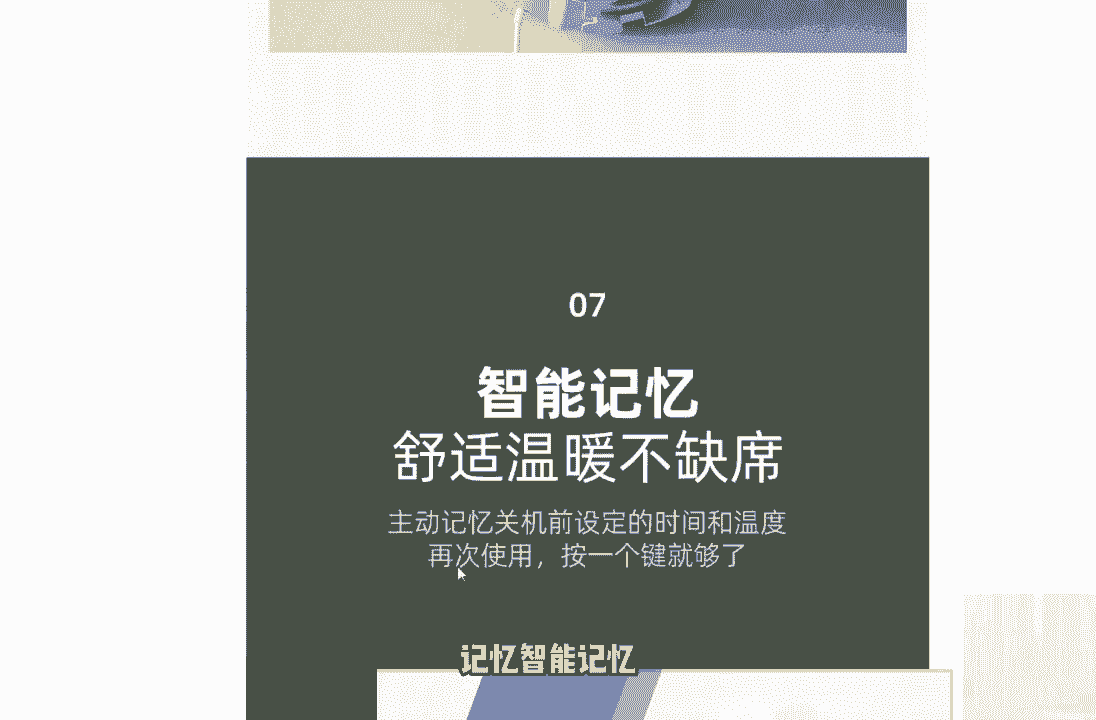 07
智能记忆
舒适温暖不缺席
主动记忆关机前设定的时间和温度
再次使用，按一个键就够了
记忆智能记忆